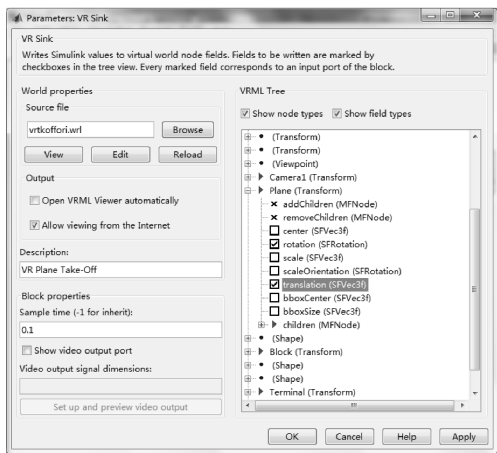 Parameters: VR Sink
VR Sink
Writes Simulink values to virtual world node fields. Fields to be written are marked by
checkboxes in the tree view. Every marked field corresponds to an input port of the block.
World properties
Source file
vrtkoffori.wrl
Browse
View
Edit
Reload
Output
Open VRML Viewer automatically
Allow viewing from the Internet
Description:
VR Plane Take-Off
Block properties
Sample time (-1 for inherit):
0.1
Show video output port
Video output signal dimensions:
Set up and preview video output
VRML Tree
Show node types
Show field types
(Transform)
(Transform)
(Viewpoint)
Camera1 (Transform)
Plane (Transform)
addChildren (MFNode)
removeChildren (MFNode)
center (SFVec3f)
rotation (SFRotation)
scale (SFVec3f)
scaleOrientation (SFRotation)
translation (SFVec3f)
bboxCenter (SFVec3f)
bboxSize (SFVec3f)
children (MFNode)
(Shape)
Block (Transform)
(Shape)
(Shape)
Terminal (Transform)
OK
Cancel
Help
Apply